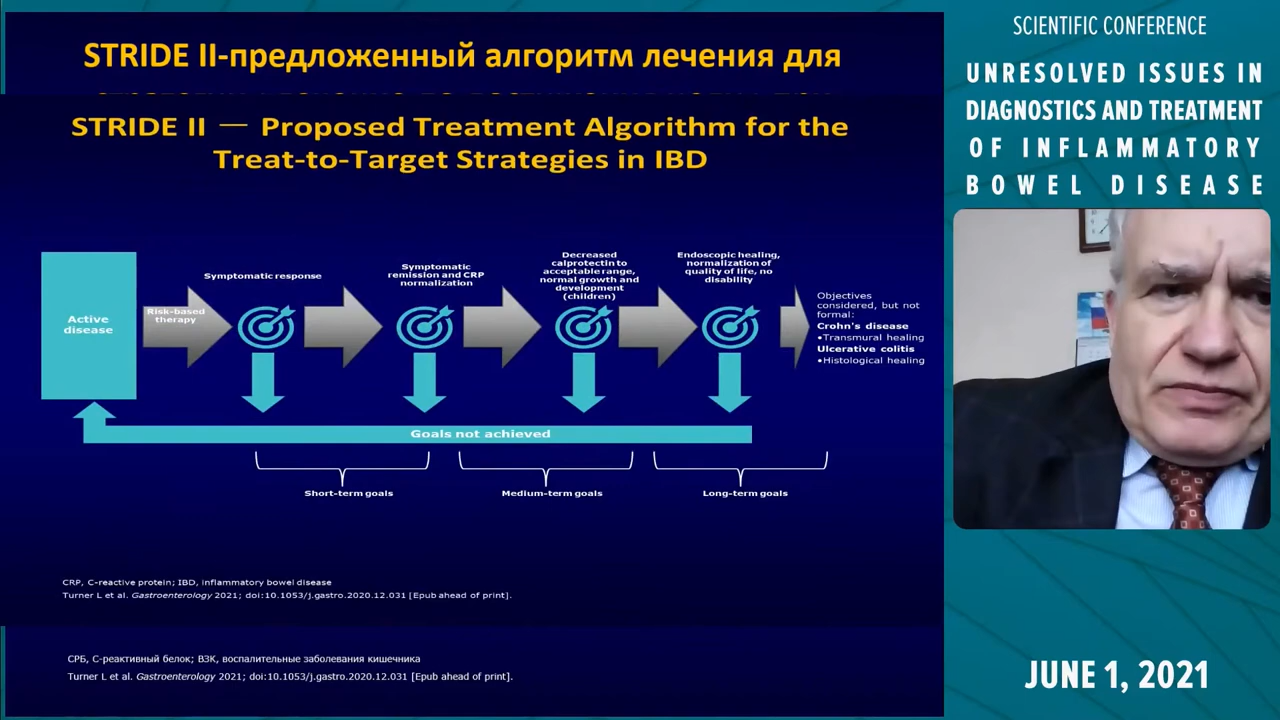 STRIDE II-предложенный алгоритм лечения для
STRIDE II — Proposed Treatment Algorithm for the
Treat-to-Target Strategies in IBD
Active
disease
Risk-based
therapy
Symptomatic response
Symptomatic
remission and CRP
normalization
Decreased
calprotectin to
acceptable range,
normal growth and
development
(children)
Endoscopic healing,
normalization of
quality of life, no
disability
Objectives
considered, but not
formal:
Crohn's disease
•Transmural healing
Ulcerative colitis
•Histological healing
Goals not achieved
Short-term goals
Medium-term goals
Long-term goals
CRP, C-reactive protein; IBD, inflammatory bowel disease
Turner L et al. Gastroenterology 2021; doi:10.1053/j.gastro.2020.12.031 [Epub ahead of print].
СРБ, С-реактивный белок; ВЗК, воспалительные заболевания кишечника
Turner L et al. Gastroenterology 2021; doi:10.1053/j.gastro.2020.12.031 [Epub ahead of print].
SCIENTIFIC CONFERENCE
UNRESOLVED ISSUES IN
DIAGNOSTICS AND TREATMENT
OF INFLAMMATORY
BOWEL DISEASE
JUNE 1, 2021